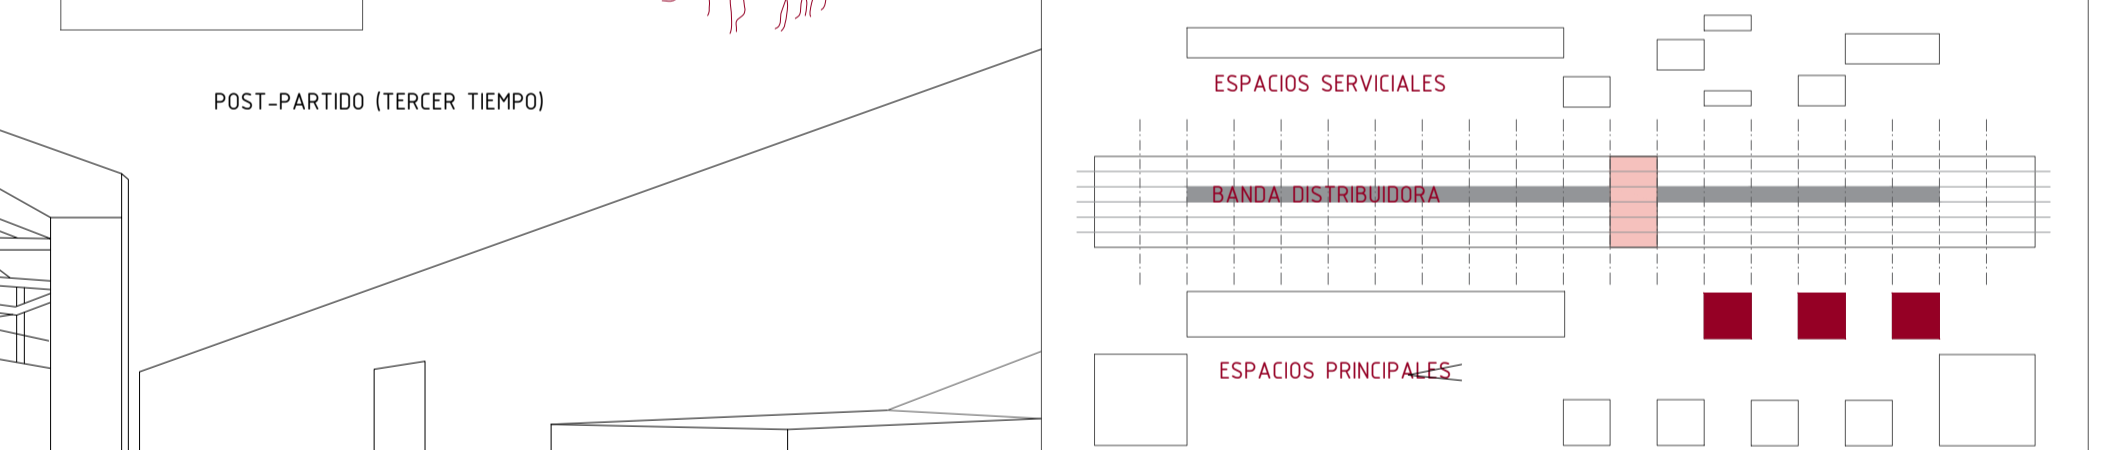 POST-PARTIDO (TERCER TIEMPO)
ESPACIOS SERVICIALES
BANDA DISTRIBUIDORA
ESPACIOS PRINCIPALES